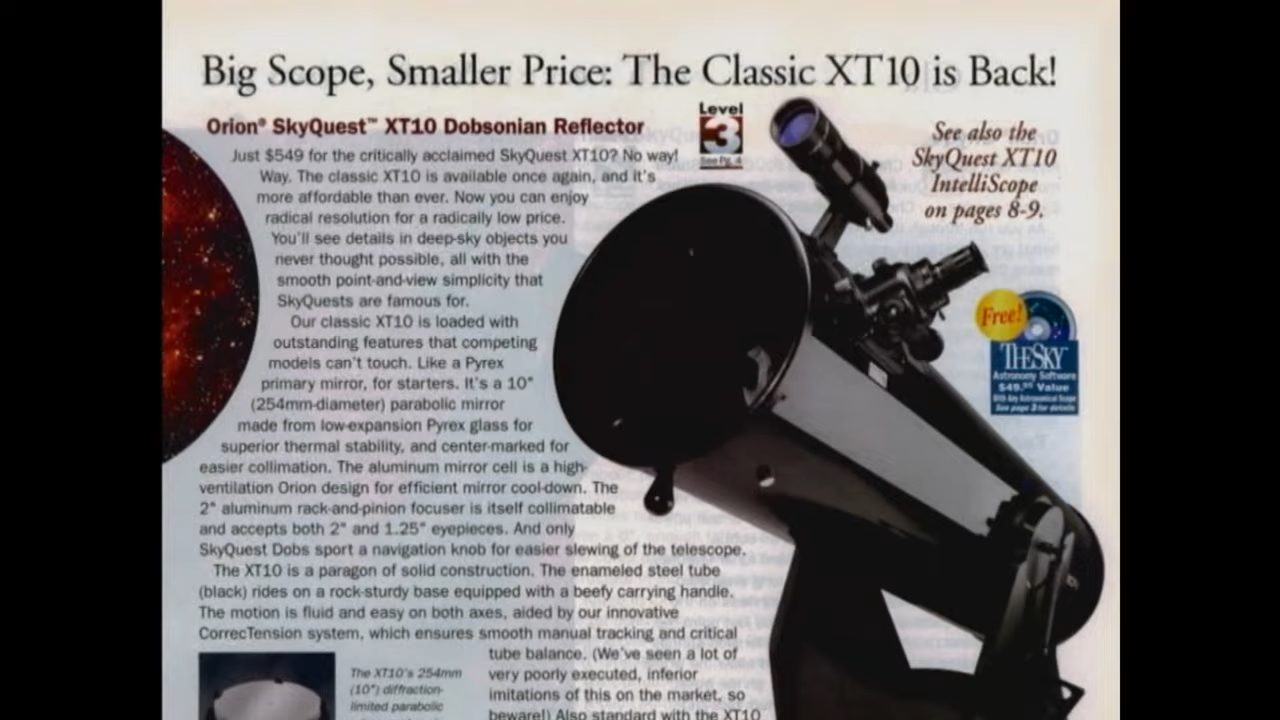 Big Scope, Smaller Price: The Classic XT10 is Back!
Orion® SkyQuest™ XT10 Dobsonian Reflector
Level
3
See Pg. 4
See also the
SkyQuest XT10
IntelliScope
on pages 8-9.
Just $549 for the critically acclaimed SkyQuest XT10? No way!
Way. The classic XT10 is available once again, and it's
more affordable than ever. Now you can enjoy
radical resolution for a radically low price.
You'll see details in deep-sky objects you
never thought possible, all with the
smooth point-and-view simplicity that
SkyQuests are famous for.
Our classic XT10 is loaded with
outstanding features that competing
models can't touch. Like a Pyrex
primary mirror, for starters. It's a 10"
(254mm-diameter) parabolic mirror
made from low-expansion Pyrex glass for
superior thermal stability, and center-marked for
easier collimation. The aluminum mirror cell is a high-
ventilation Orion design for efficient mirror cool-down. The
2" aluminum rack-and-pinion focuser is itself collimatable
and accepts both 2" and 1.25" eyepieces. And only
SkyQuest Dobs sport a navigation knob for easier slewing of the telescope.
The XT10 is a paragon of solid construction. The enameled steel tube
(black) rides on a rock-sturdy base equipped with a beefy carrying handle.
The motion is fluid and easy on both axes, aided by our innovative
CorrecTension system, which ensures smooth manual tracking and critical
tube balance. (We've seen a lot of
very poorly executed, inferior
imitations of this on the market, so
beware!) Also standard with the XT10
The XT10's 254mm
(10") diffraction-
limited parabolic
Free!
THESKY
Astronomy Software
$49.95 Value
With Any Astronomical Scope
See page 3 for details